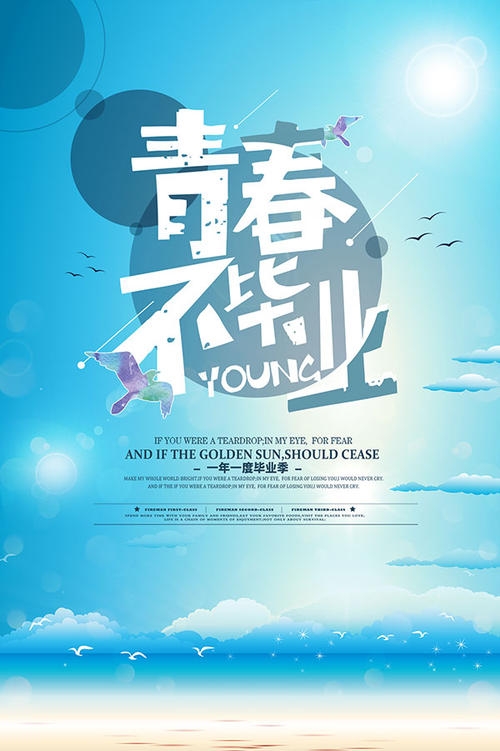 青春
不毕业
YOUNG
IF YOU WERE A TEARDROP;IN MY EYE, FOR FEAR
AND IF THE GOLDEN SUN,SHOULD CEASE
– 一年一度毕业季 –
MAKE MY WHOLE WORLD BRIGHT.IF YOU WERE A TEARDROP;IN MY EYE, FOR FEAR OF LOSING YOU,I WOULD NEVER CRY.
AND IF THE IF YOU WERE A TEARDROP;IN MY EYE, FOR FEAR OF LOSING YOU,I WOULD NEVER CRY.
★ FIREMAN FIRST-CLASS | FIREMAN SECOND-CLASS | FIREMAN THIRD-CLASS ★
SPEND MORE TIME WITH YOUR FAMILY AND FRIENDS,EAT YOUR FAVORITE FOODS,VISIT THE PLACES YOU LOVE.
LIFE IS A CHAIN OF MOMENTS OF ENJOYMENT,NOT ONLY ABOUT SURVIVAL;